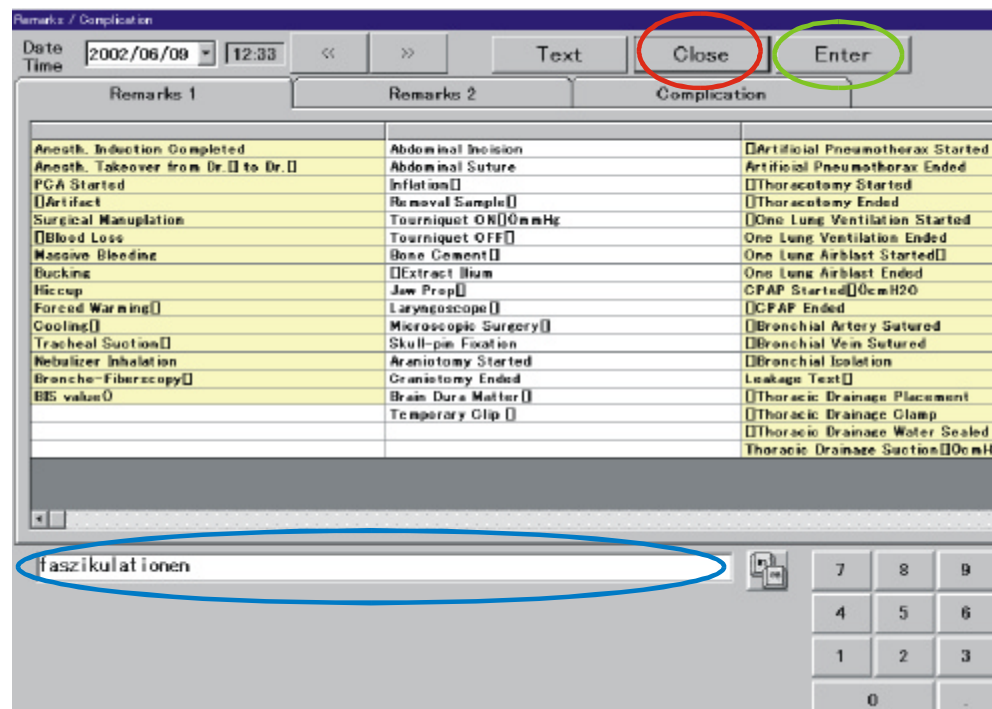 Remarks / Complication
Date
Time
2002/06/09
12:33
<<
>>
Text
Close
Enter
Remarks 1
Remarks 2
Complication
Anesth. Induction Completed
Anesth. Takeover from Dr.[] to Dr.[]
PCA Started
[]Artifact
Surgical Manuplation
[]Blood Loss
Massive Bleeding
Bucking
Hiccup
Forced Warming[]
Cooling[]
Tracheal Suction[]
Nebulizer Inhalation
Broncho-Fiberscopy[]
BIS value()
Abdominal Incision
Abdominal Suture
Inflation[]
Removal Sample[]
Tourniquet ON[]0mmHg
Tourniquet OFF[]
Bone Cement[]
[]Extract Ilium
Jaw Prop[]
Laryngoscope[]
Microscopic Surgery[]
Skull-pin Fixation
Araniotomy Started
Craniotomy Ended
Brain Dura Matter[]
Temporary Clip []
[]Artificial Pneumothorax Started
Artificial Pneumothorax Ended
[]Thoracotomy Started
[]Thoracotomy Ended
[]One Lung Ventilation Started
One Lung Ventilation Ended
One Lung Airblast Started[]
One Lung Airblast Ended
CPAP Started[]0cmH2O
[]CPAP Ended
[]Bronchial Artery Sutured
[]Bronchial Vein Sutured
[]Bronchial Isolation
Leakage Text[]
[]Thoracic Drainage Placement
[]Thoracic Drainage Clamp
[]Thoracic Drainage Water Sealed
Thoracic Drainage Suction[]0cmH
faszikulationen
7 8 9
4 5 6
1 2 3
0 .